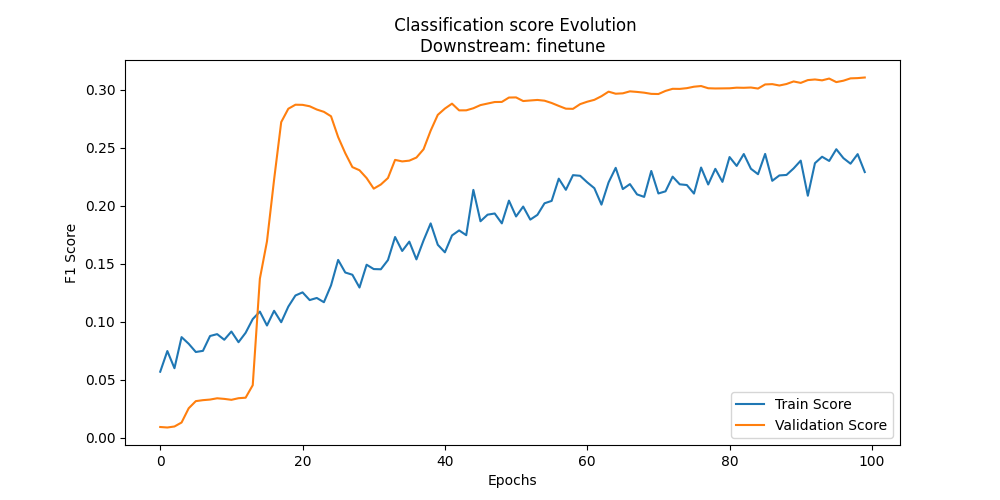 Classification score Evolution
Downstream: finetune
F1 Score
0.30
0.25
0.20
0.15
0.10
0.05
0.00
Train Score
Validation Score
0 20 40 60 80 100
Epochs